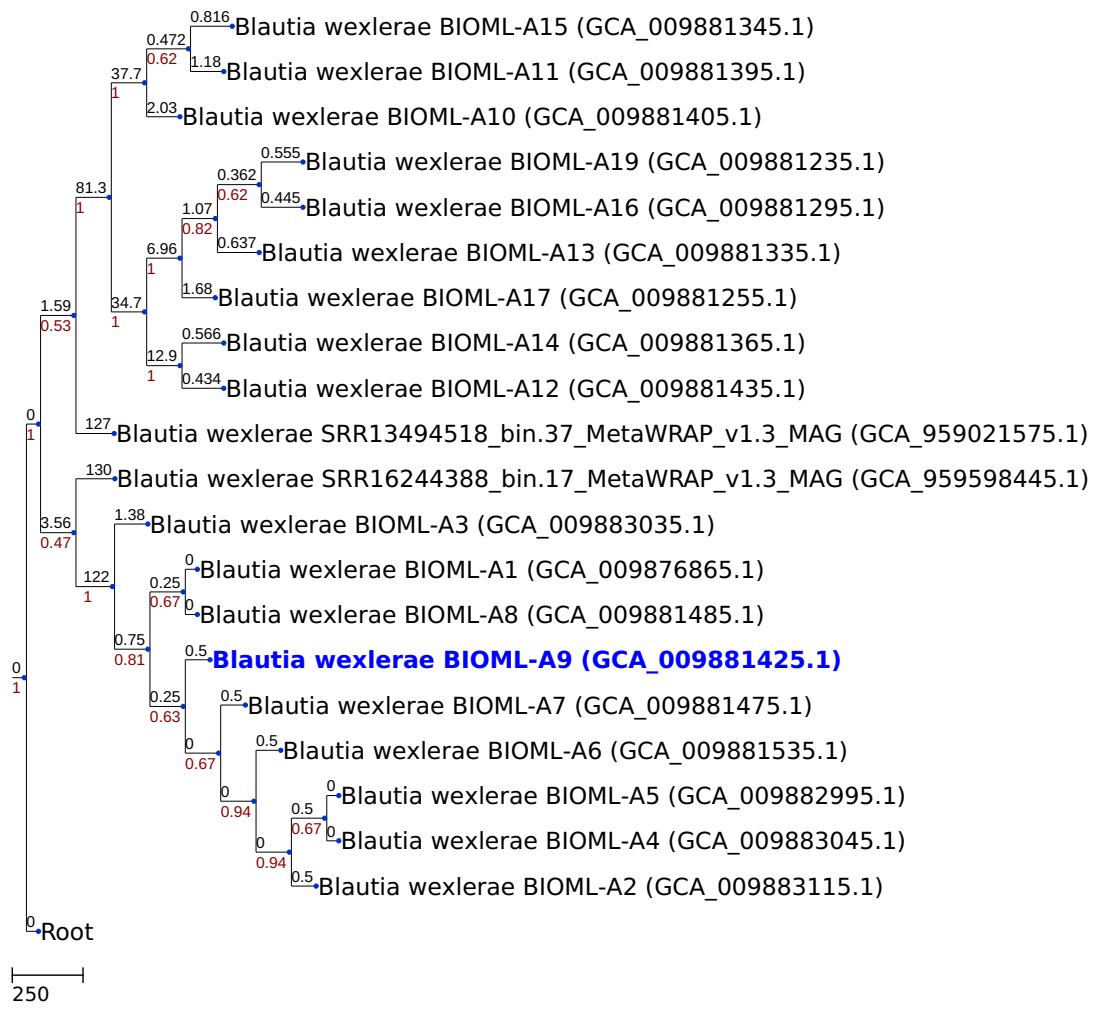 0.816
Blautia wexlerae BIOML-A15 (GCA_009881345.1)
0.472
0.62
1.18
Blautia wexlerae BIOML-A11 (GCA_009881395.1)
37.7
1
2.03
Blautia wexlerae BIOML-A10 (GCA_009881405.1)
0.555
Blautia wexlerae BIOML-A19 (GCA_009881235.1)
0.362
0.62
81.3
1
0.445
Blautia wexlerae BIOML-A16 (GCA_009881295.1)
1.07
0.82
0.637
Blautia wexlerae BIOML-A13 (GCA_009881335.1)
6.96
1
1.68
Blautia wexlerae BIOML-A17 (GCA_009881255.1)
34.7
1
1.59
0.53
0.566
Blautia wexlerae BIOML-A14 (GCA_009881365.1)
12.9
1
0.434
Blautia wexlerae BIOML-A12 (GCA_009881435.1)
0
1
127
Blautia wexlerae SRR13494518_bin.37_MetaWRAP_v1.3_MAG (GCA_959021575.1)
130
Blautia wexlerae SRR16244388_bin.17_MetaWRAP_v1.3_MAG (GCA_959598445.1)
3.56
0.47
1.38
Blautia wexlerae BIOML-A3 (GCA_009883035.1)
122
1
0
Blautia wexlerae BIOML-A1 (GCA_009876865.1)
0.25
0.67
0
Blautia wexlerae BIOML-A8 (GCA_009881485.1)
0.75
0.81
0.5
Blautia wexlerae BIOML-A9 (GCA_009881425.1)
0
1
0.25
0.63
0.5
Blautia wexlerae BIOML-A7 (GCA_009881475.1)
0
0.67
0.5
Blautia wexlerae BIOML-A6 (GCA_009881535.1)
0
0.94
0
Blautia wexlerae BIOML-A5 (GCA_009882995.1)
0.5
0.67
0
Blautia wexlerae BIOML-A4 (GCA_009883045.1)
0
0.94
0.5
Blautia wexlerae BIOML-A2 (GCA_009883115.1)
0
Root
250